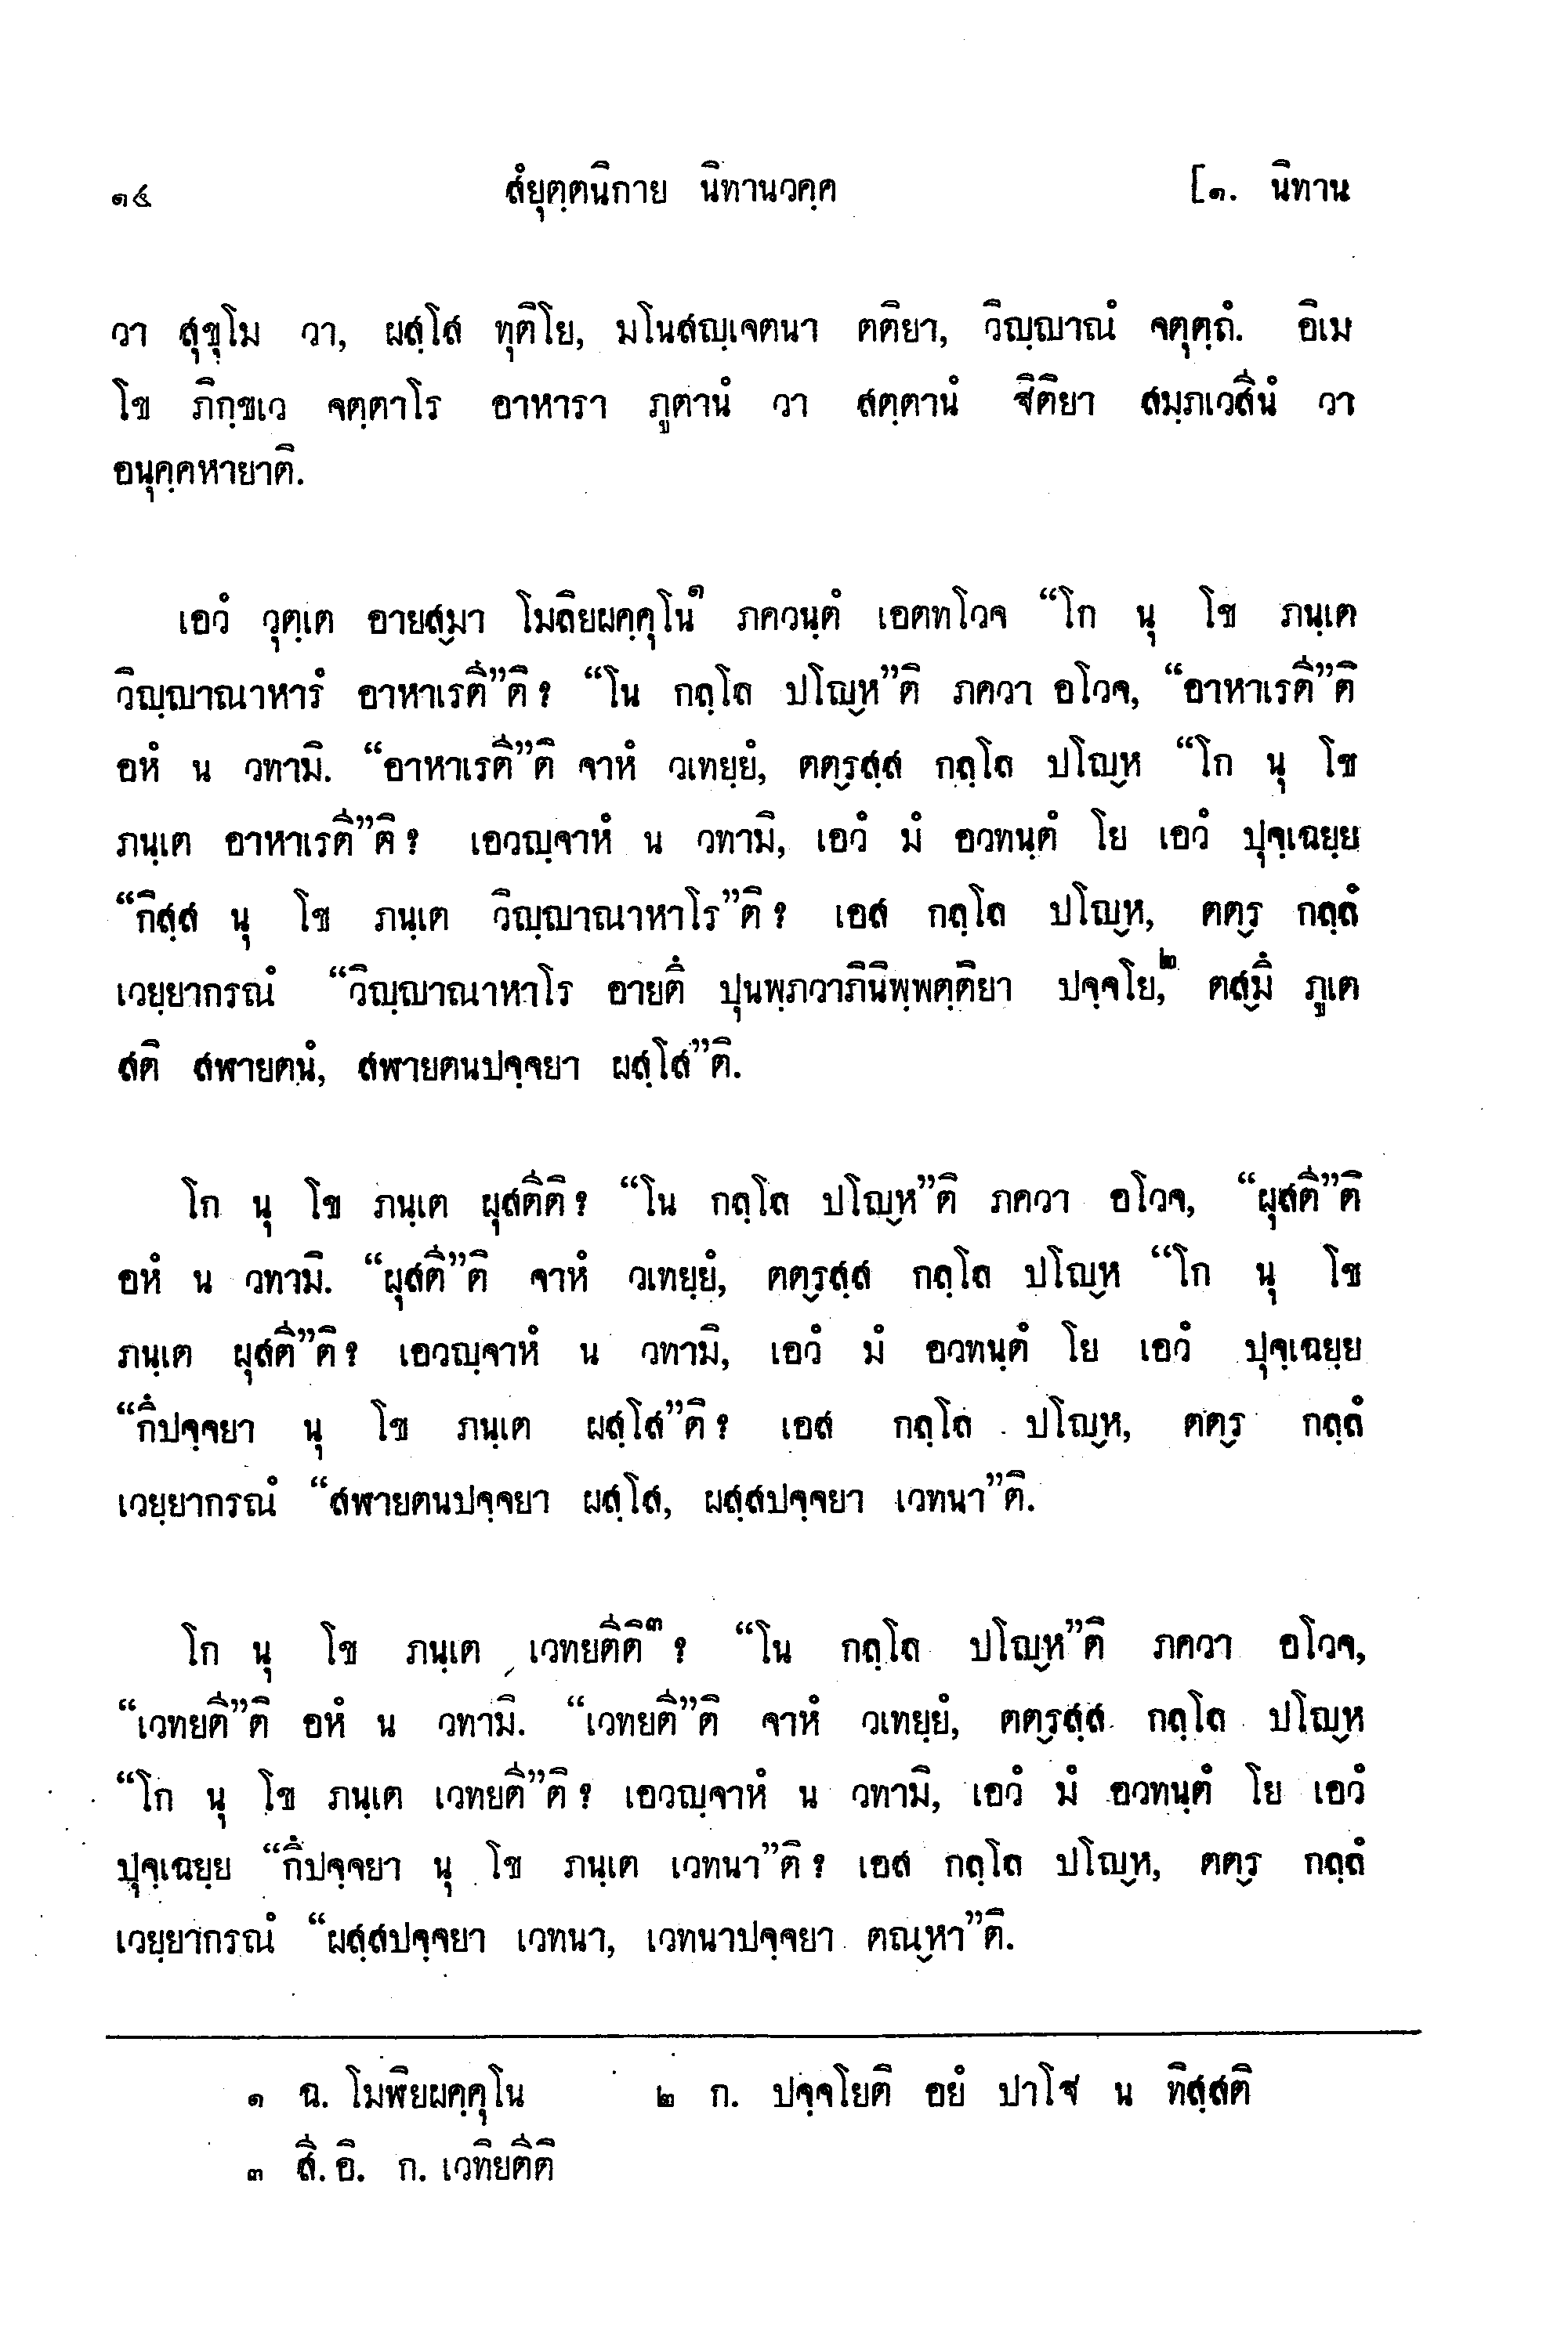 ๑๔ สํยุตฺตนิกาย นิทานวคฺค [๑. นิทาน
วา สุขุโม วา, ผสฺโส ทุติโย, มโนสญฺเจตนา ตติยา, วิญฺญาณํ จตุตฺถํ. อิเม
โข ภิกฺขเว จตฺตาโร อาหารา ภูตานํ วา สตฺตานํ ฐิติยา สมฺภเวสีนํ วา
อนุคฺคหายาติ.
เอวํ วุตฺเต อายสฺมา โมลิยผคฺคุโน๑ ภควนฺตํ เอตทโวจ “โก นุ โข ภนฺเต
วิญฺญาณาหารํ อาหาเรตี”ติ ? “โน กลฺโล ปโญฺห”ติ ภควา อโวจ, “อาหาเรตี”ติ
อหํ น วทามิ. “อาหาเรตี”ติ จาหํ วเทยฺยํ, ตตฺรสฺส กลฺโล ปโญฺห “โก นุ โข
ภนฺเต อาหาเรตี”ติ ? เอวญฺจาหํ น วทามิ, เอวํ มํ อวทนฺตํ โย เอวํ ปุจฺเฉยฺย
“กิสฺส นุ โข ภนฺเต วิญฺญาณาหาโร”ติ ? เอส กลฺโล ปโญฺห, ตตฺร กลฺลํ
เวยฺยากรณํ “วิญฺญาณาหาโร อายตึ ปุนพฺภวาภินิพฺพตฺติยา ปจฺจโย,๒ ตสฺมึ ภูเต
สติ สฬายตนํ, สฬายตนปจฺจยา ผสฺโส”ติ.
โก นุ โข ภนฺเต ผุสตีติ ? “โน กลฺโล ปโญฺห”ติ ภควา อโวจ, “ผุสตี”ติ
อหํ น วทามิ. “ผุสตี”ติ จาหํ วเทยฺยํ, ตตฺรสฺส กลฺโล ปโญฺห “โก นุ โข
ภนฺเต ผุสตี”ติ ? เอวญฺจาหํ น วทามิ, เอวํ มํ อวทนฺตํ โย เอวํ ปุจฺเฉยฺย
“กึปจฺจยา นุ โข ภนฺเต ผสฺโส”ติ ? เอส กลฺโล ปโญฺห, ตตฺร กลฺลํ
เวยฺยากรณํ “สฬายตนปจฺจยา ผสฺโส, ผสฺสปจฺจยา เวทนา”ติ.
โก นุ โข ภนฺเต เวทยตีติ๓ ? “โน กลฺโล ปโญฺห”ติ ภควา อโวจ,
“เวทยตี”ติ อหํ น วทามิ. “เวทยตี”ติ จาหํ วเทยฺยํ, ตตฺรสฺส กลฺโล ปโญฺห
“โก นุ โข ภนฺเต เวทยตี”ติ ? เอวญฺจาหํ น วทามิ, เอวํ มํ อวทนฺตํ โย เอวํ
ปุจฺเฉยฺย “กึปจฺจยา นุ โข ภนฺเต เวทนา”ติ ? เอส กลฺโล ปโญฺห, ตตฺร กลฺลํ
เวยฺยากรณํ “ผสฺสปจฺจยา เวทนา, เวทนาปจฺจยา ตณฺหา”ติ.
๑ ฉ. โมฬิยผคฺคุโน ๒ ก. ปจฺจโยติ อยํ ปาโฐ น ทิสฺสติ
๓ สี. อิ. ก. เวทิยตีติ